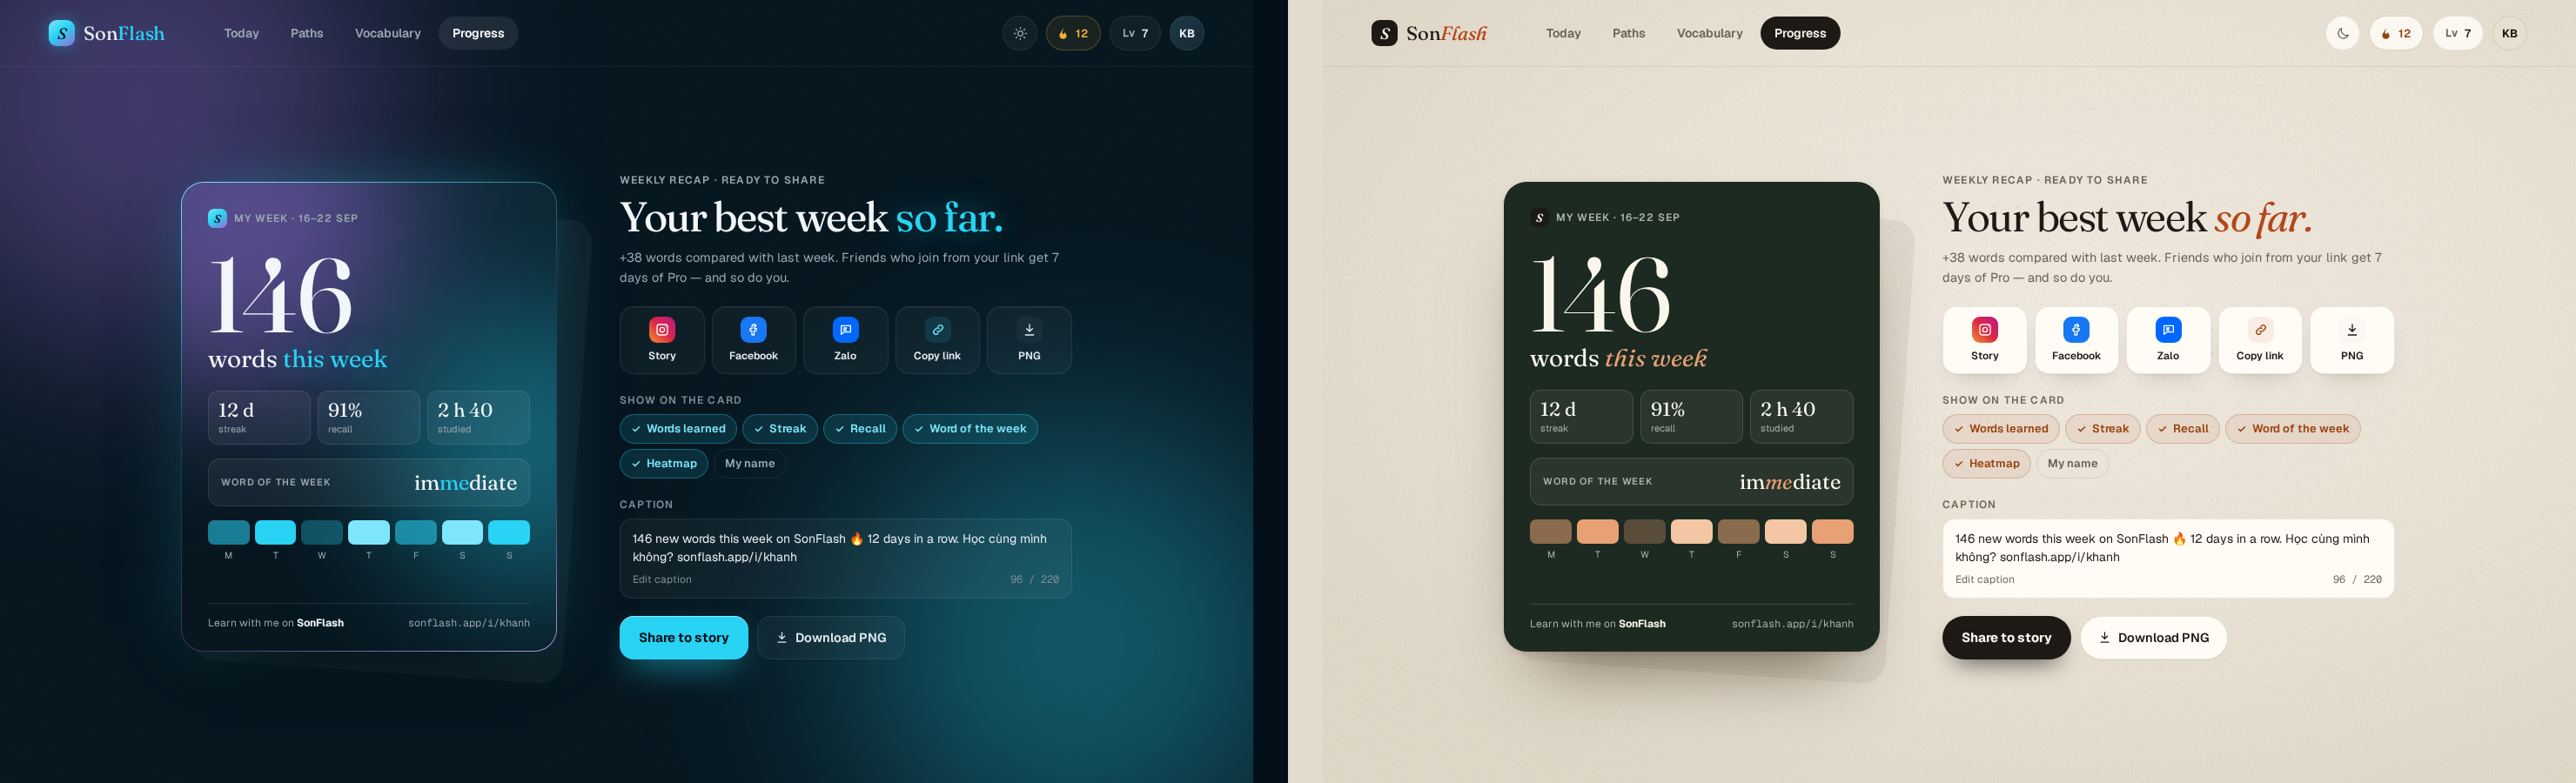 S SonFlash Today Paths Vocabulary Progress 12 Lv 7 KB
S MY WEEK · 16–22 SEP
146
words this week
12 d 91% 2 h 40
streak recall studied
WORD OF THE WEEK immediate
M T W T F S S
Learn with me on SonFlash sonflash.app/i/khanh
WEEKLY RECAP · READY TO SHARE
Your best week so far.
+38 words compared with last week. Friends who join from your link get 7
days of Pro — and so do you.
Story Facebook Zalo Copy link PNG
SHOW ON THE CARD
✓ Words learned ✓ Streak ✓ Recall ✓ Word of the week
✓ Heatmap My name
CAPTION
146 new words this week on SonFlash 🔥 12 days in a row. Học cùng mình
không? sonflash.app/i/khanh
Edit caption 96 / 220
Share to story Download PNG
S SonFlash Today Paths Vocabulary Progress 12 Lv 7 KB
S MY WEEK · 16–22 SEP
146
words this week
12 d 91% 2 h 40
streak recall studied
WORD OF THE WEEK immediate
M T W T F S S
Learn with me on SonFlash sonflash.app/i/khanh
WEEKLY RECAP · READY TO SHARE
Your best week so far.
+38 words compared with last week. Friends who join from your link get 7
days of Pro — and so do you.
Story Facebook Zalo Copy link PNG
SHOW ON THE CARD
✓ Words learned ✓ Streak ✓ Recall ✓ Word of the week
✓ Heatmap My name
CAPTION
146 new words this week on SonFlash 🔥 12 days in a row. Học cùng mình
không? sonflash.app/i/khanh
Edit caption 96 / 220
Share to story Download PNG